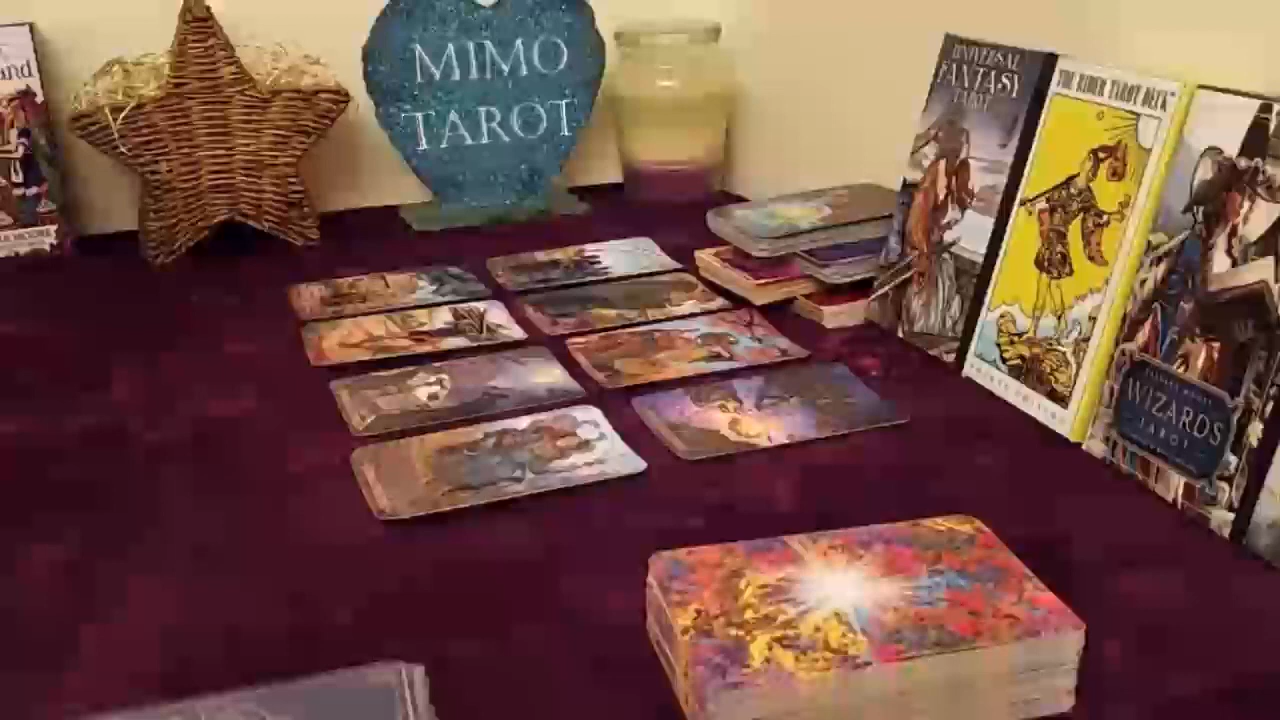 MIMO
TAROT
UNIVERSAL
FANTASY
TAROT
THE RIDER TAROT DECK
WIZARDS
TAROT